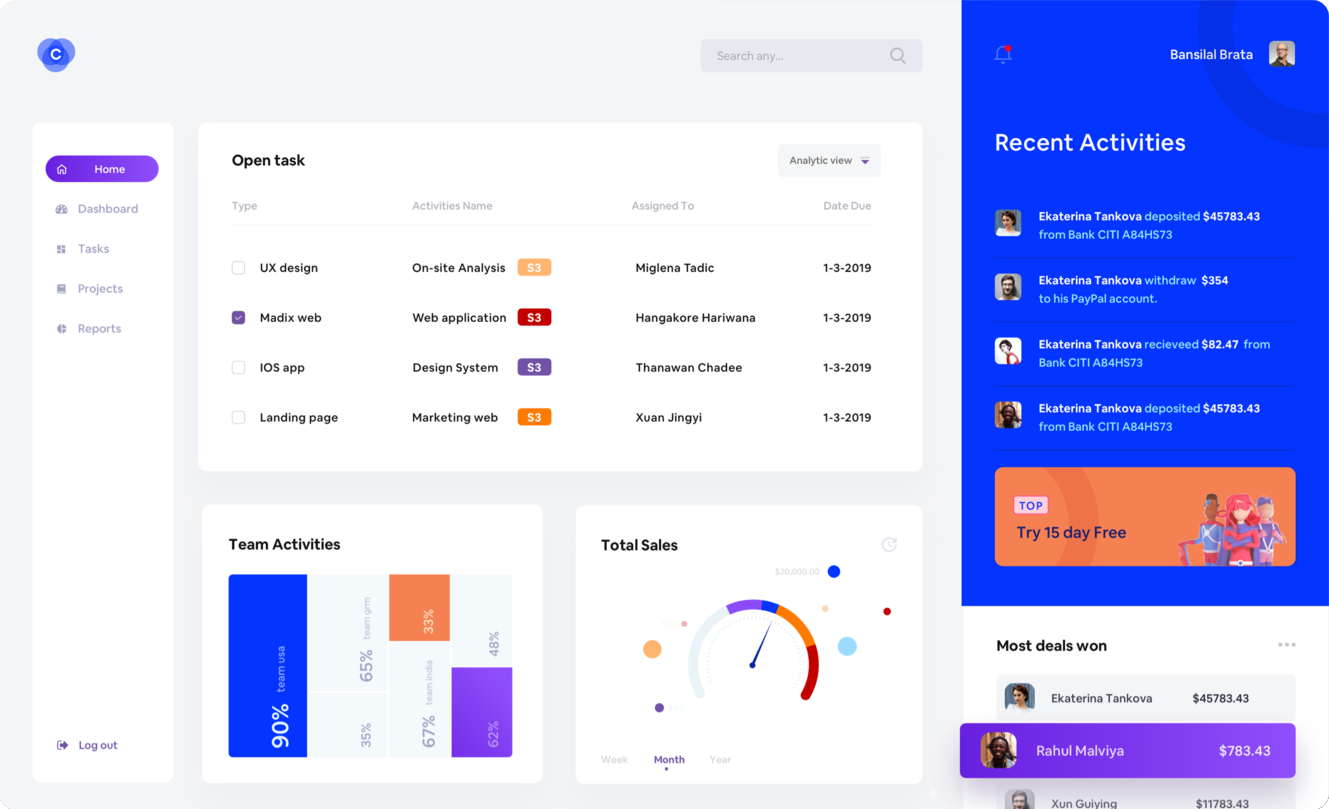 C
Search any...
Bansilal Brata
Home
Dashboard
Tasks
Projects
Reports
Log out
Open task
Analytic view
Type Activities Name Assigned To Date Due
UX design On-site Analysis S3 Miglena Tadic 1-3-2019
Madix web Web application S3 Hangakore Hariwana 1-3-2019
IOS app Design System S3 Thanawan Chadee 1-3-2019
Landing page Marketing web S3 Xuan Jingyi 1-3-2019
Team Activities
90% team usa
65% team grm
35%
33%
67% team india
48%
62%
Total Sales
$20,000.00
Week Month Year
Recent Activities
Ekaterina Tankova deposited $45783.43
from Bank CITI A84HS73
Ekaterina Tankova withdraw $354
to his PayPal account.
Ekaterina Tankova recieveed $82.47 from
Bank CITI A84HS73
Ekaterina Tankova deposited $45783.43
from Bank CITI A84HS73
TOP
Try 15 day Free
Most deals won
Ekaterina Tankova $45783.43
Rahul Malviya $783.43
Xun Guiying $11783.43